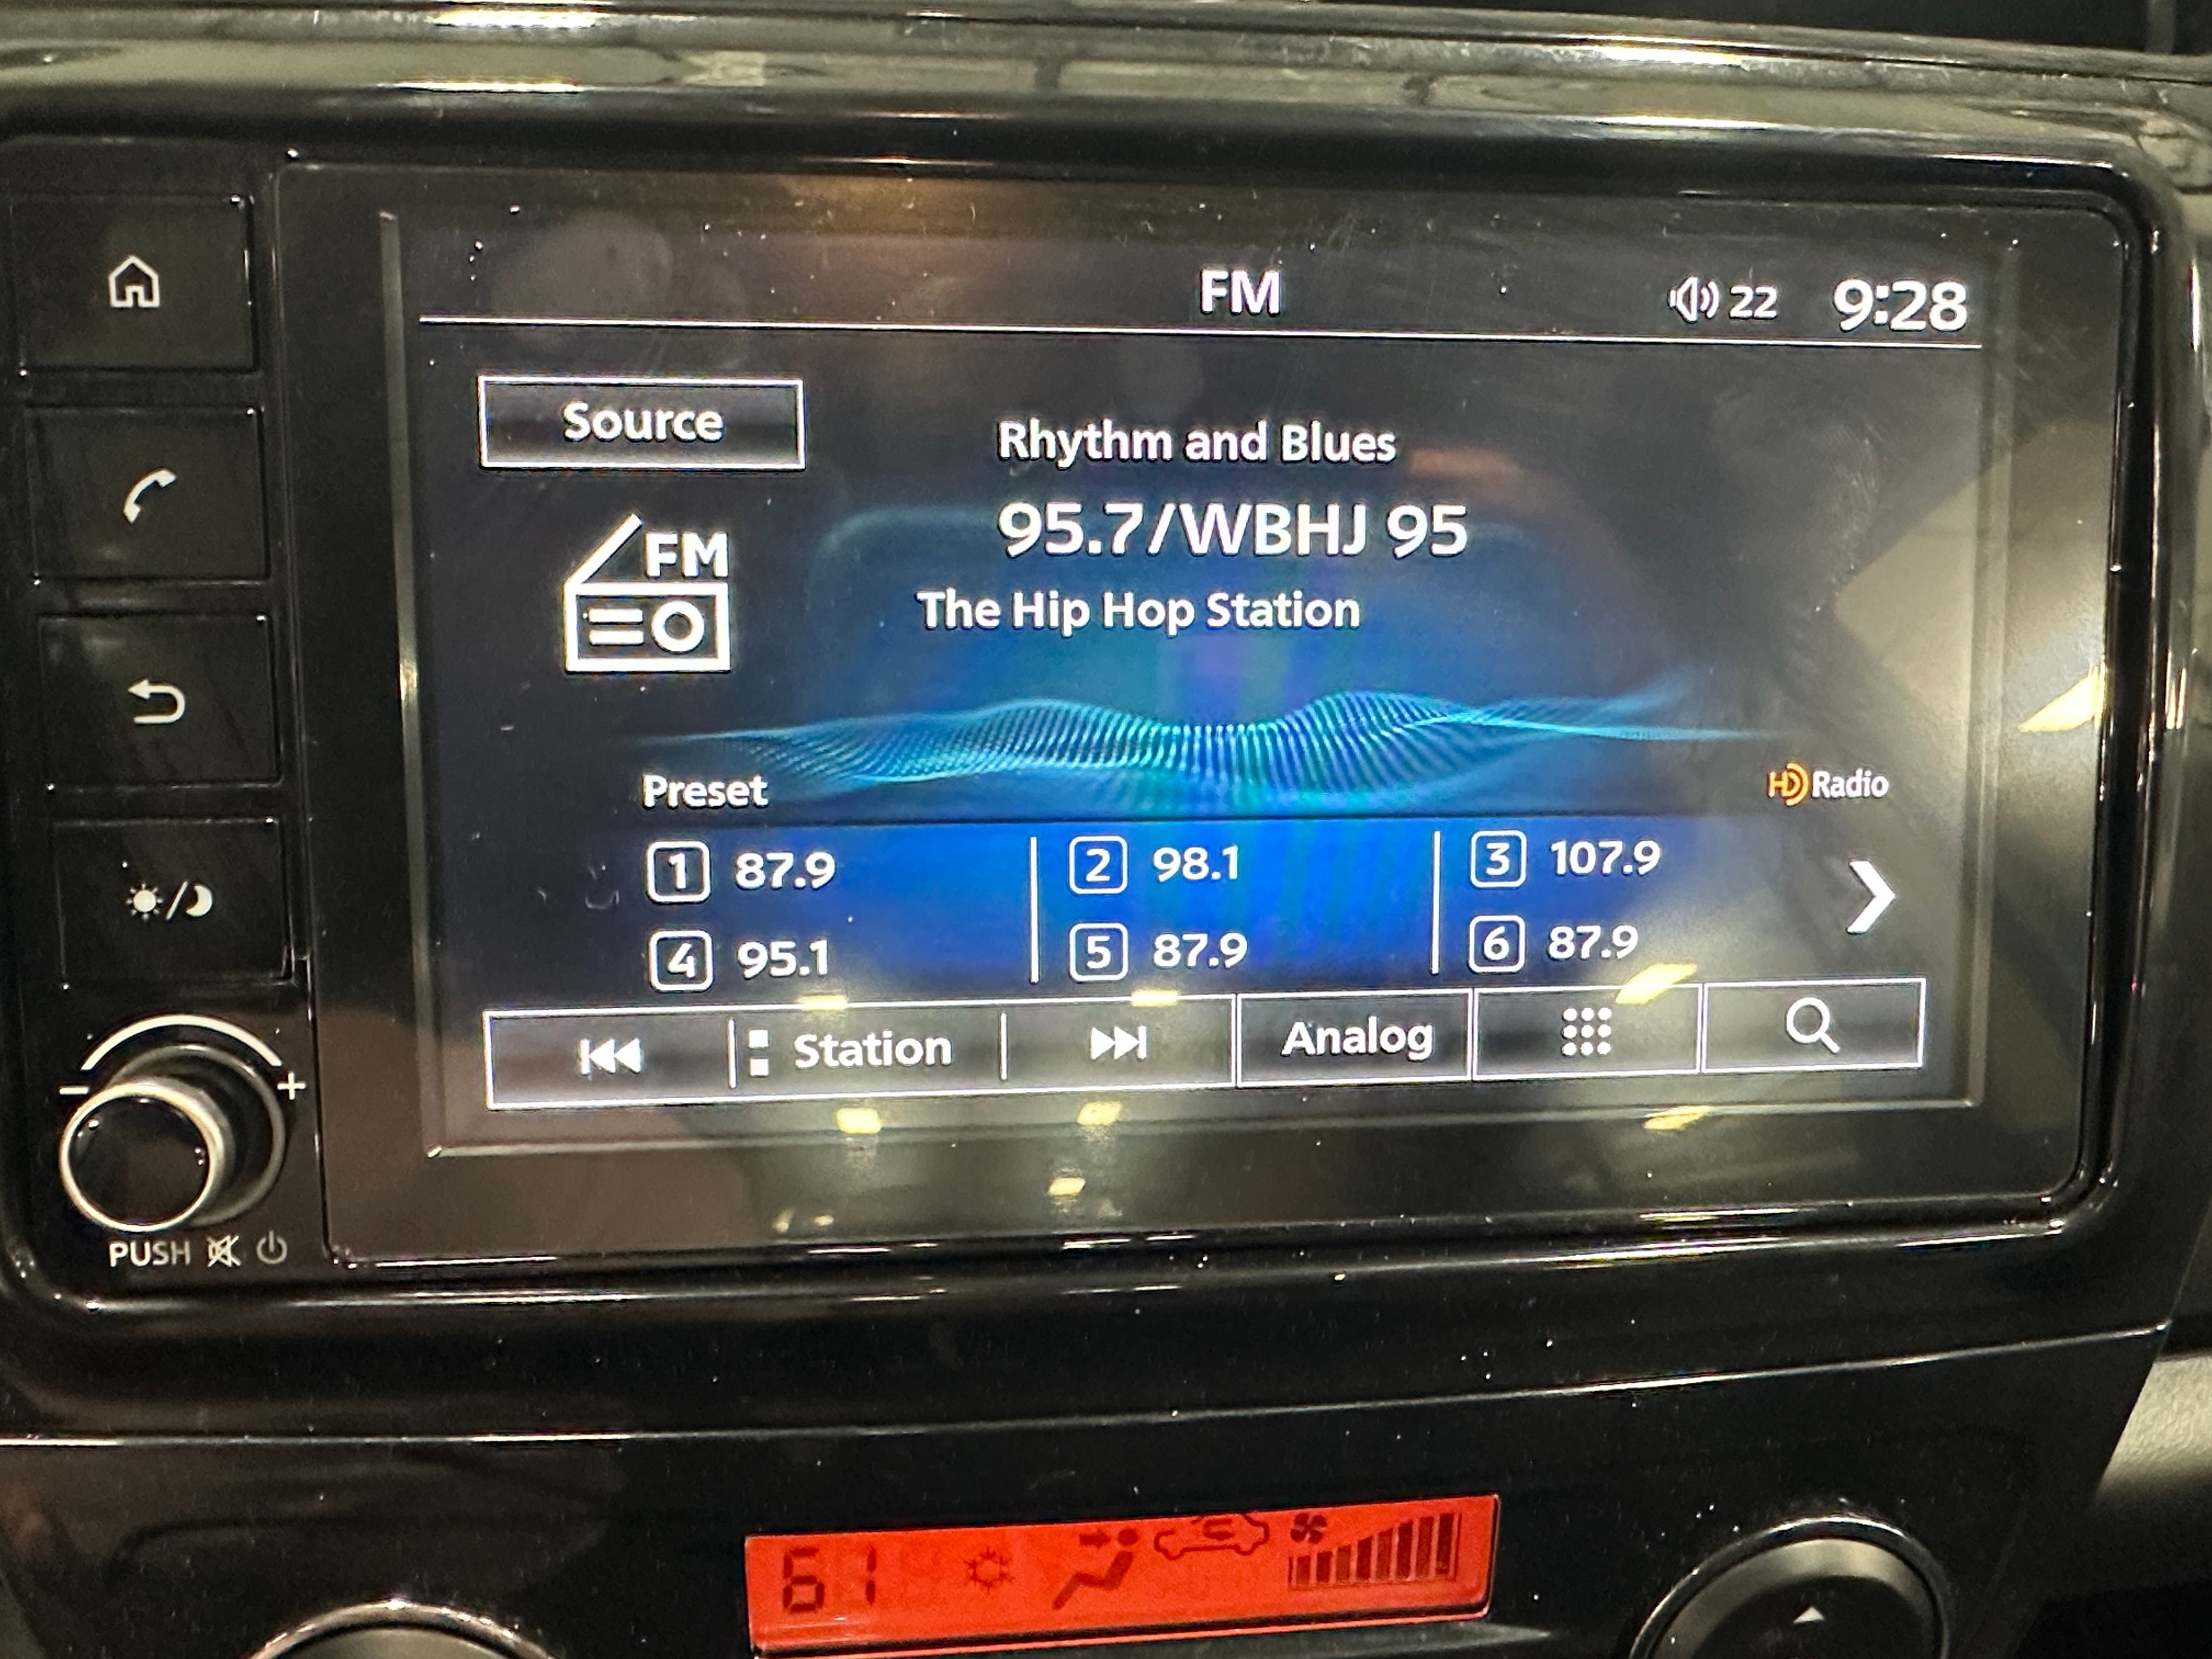 FM
22 9:28
Source
Rhythm and Blues
95.7/WBHJ 95
FM
The Hip Hop Station
Preset
HD Radio
1 87.9
2 98.1
3 107.9
4 95.1
5 87.9
6 87.9
Station
Analog
- +
PUSH
61